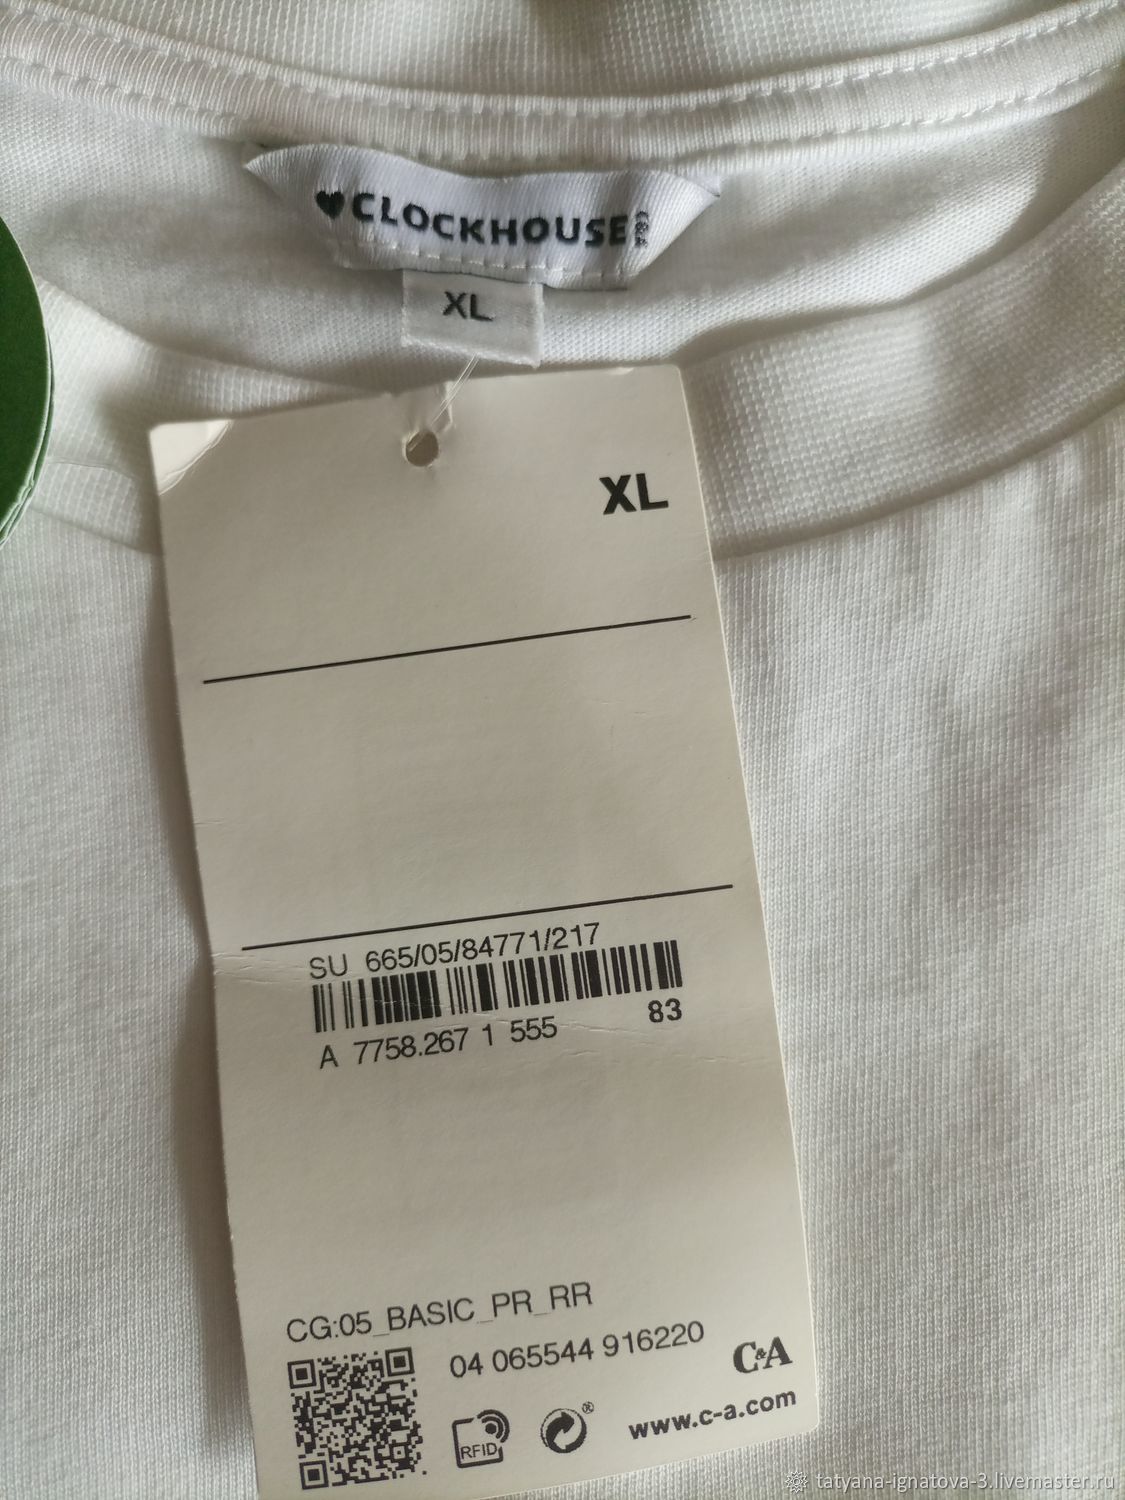 ♥CLOCKHOUSE C&A
XL
XL
SU 665/05/84771/217
83
A 7758.267 1 555
CG:05_BASIC_PR_RR
04 065544 916220
C&A
RFID
®
www.c-a.com
tatyana-ignatova-3.livemaster.ru